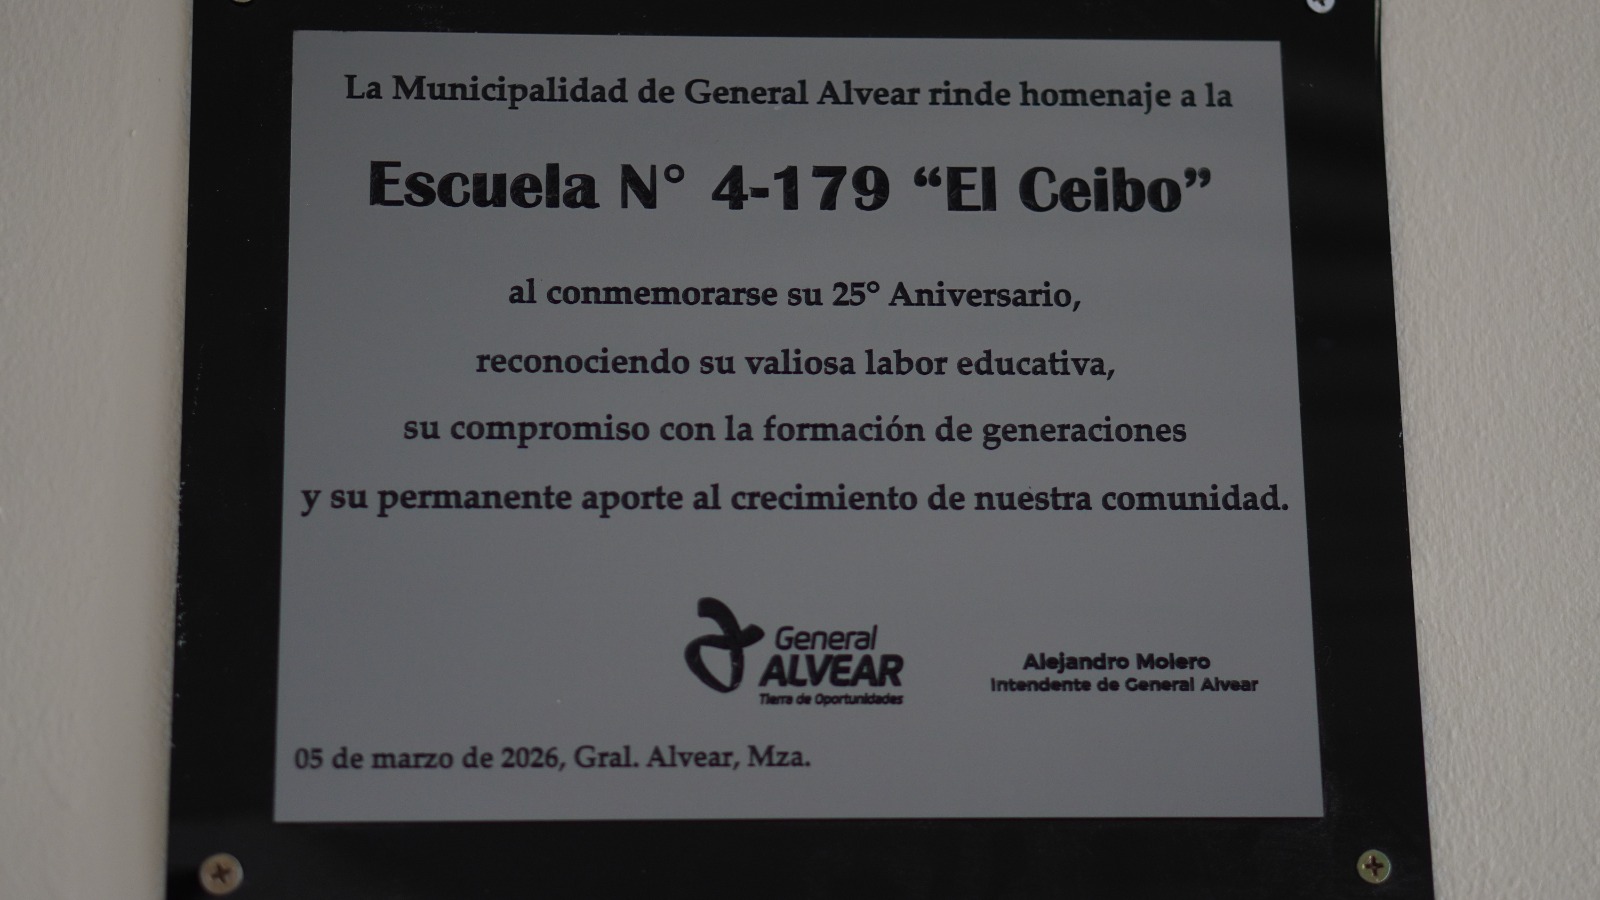 La Municipalidad de General Alvear rinde homenaje a la
Escuela N° 4-179 “El Ceibo”
al conmemorarse su 25° Aniversario,
reconociendo su valiosa labor educativa,
su compromiso con la formación de generaciones
y su permanente aporte al crecimiento de nuestra comunidad.
General
ALVEAR
Tierra de Oportunidades
Alejandro Molero
Intendente de General Alvear
05 de marzo de 2026, Gral. Alvear, Mza.